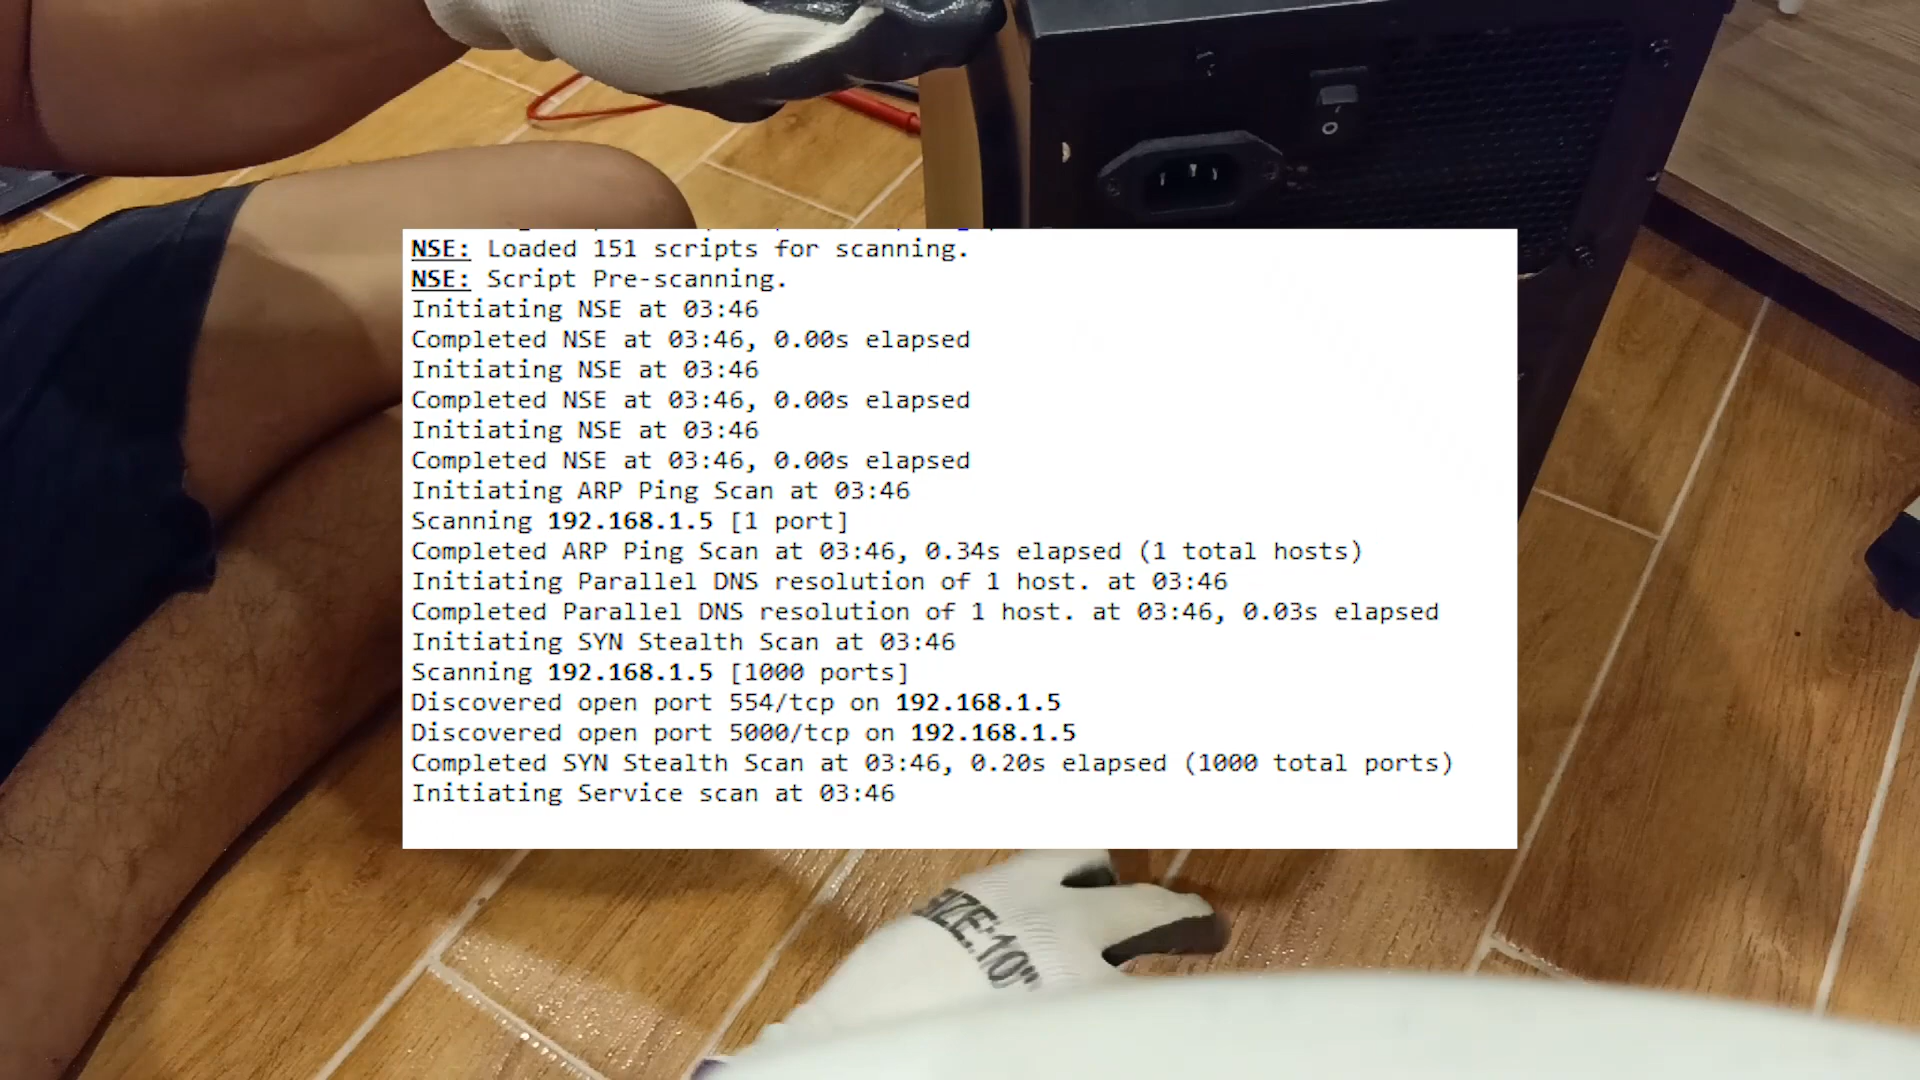 NSE: Loaded 151 scripts for scanning.
NSE: Script Pre-scanning.
Initiating NSE at 03:46
Completed NSE at 03:46, 0.00s elapsed
Initiating NSE at 03:46
Completed NSE at 03:46, 0.00s elapsed
Initiating NSE at 03:46
Completed NSE at 03:46, 0.00s elapsed
Initiating ARP Ping Scan at 03:46
Scanning 192.168.1.5 [1 port]
Completed ARP Ping Scan at 03:46, 0.34s elapsed (1 total hosts)
Initiating Parallel DNS resolution of 1 host. at 03:46
Completed Parallel DNS resolution of 1 host. at 03:46, 0.03s elapsed
Initiating SYN Stealth Scan at 03:46
Scanning 192.168.1.5 [1000 ports]
Discovered open port 554/tcp on 192.168.1.5
Discovered open port 5000/tcp on 192.168.1.5
Completed SYN Stealth Scan at 03:46, 0.20s elapsed (1000 total ports)
Initiating Service scan at 03:46
SIZE:10"